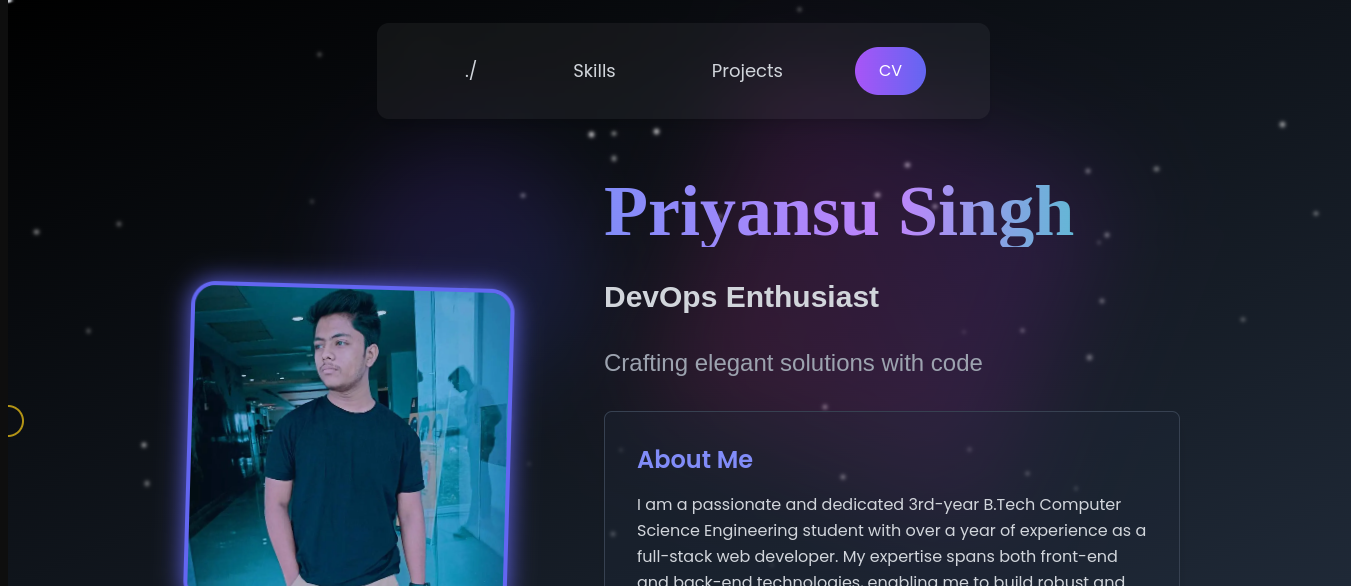 ./
Skills
Projects
CV
Priyansu Singh
DevOps Enthusiast
Crafting elegant solutions with code
About Me
I am a passionate and dedicated 3rd-year B.Tech Computer
Science Engineering student with over a year of experience as a
full-stack web developer. My expertise spans both front-end
and back-end technologies, enabling me to build robust and